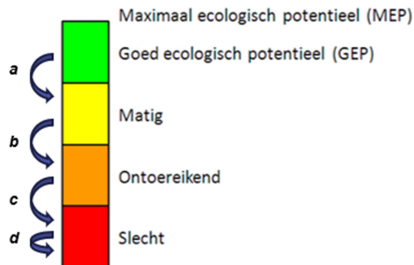 Maximaal ecologisch potentieel (MEP)
Goed ecologisch potentieel (GEP)
a
Matig
b
Ontoereikend
c
Slecht
d